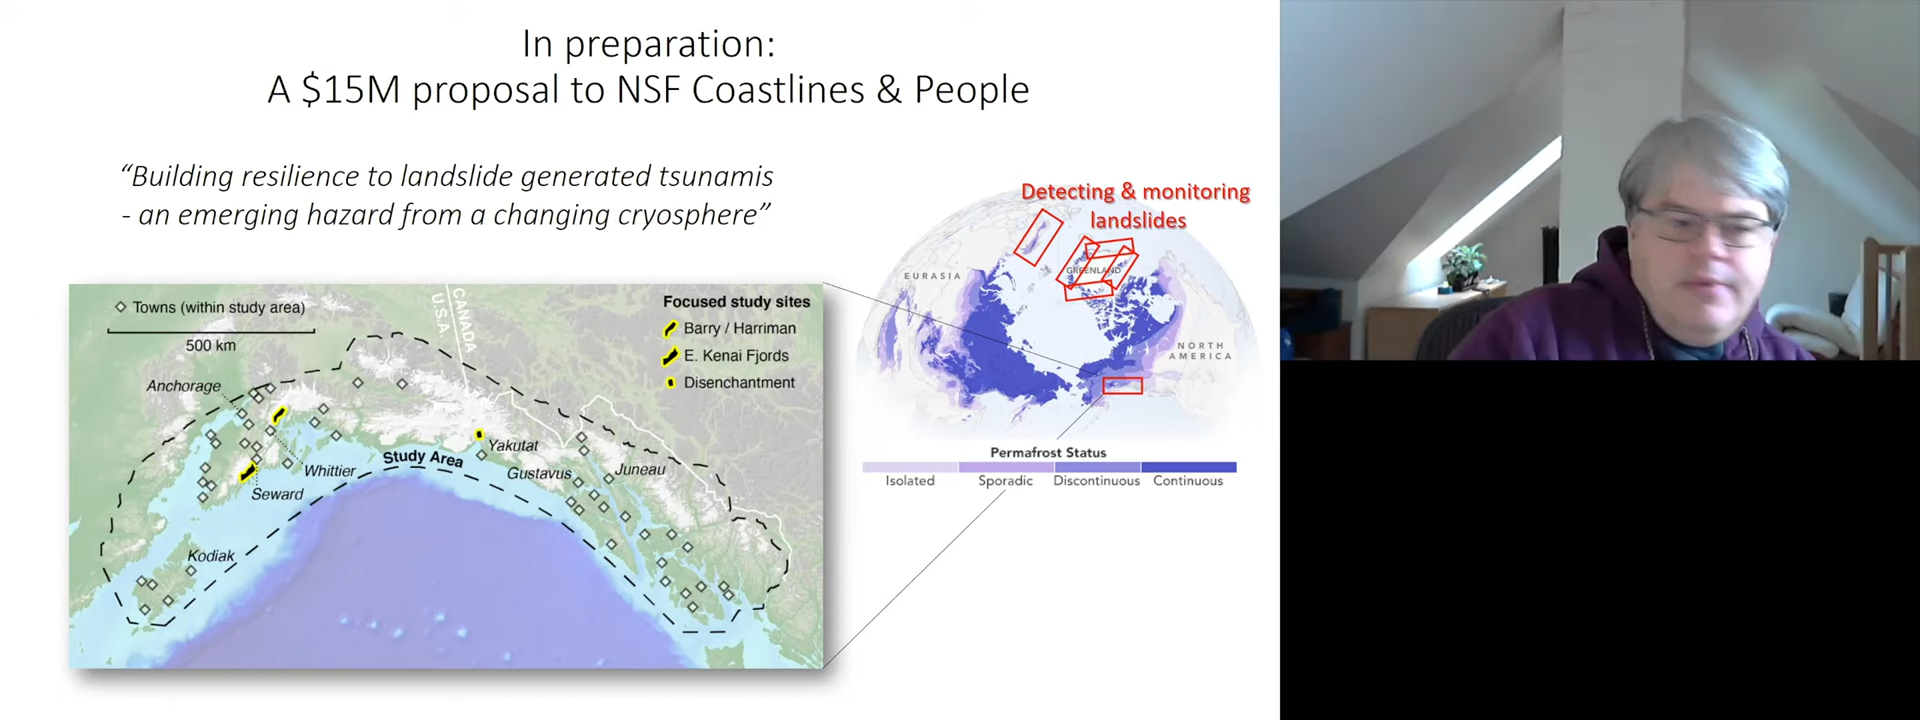 In preparation:
A $15M proposal to NSF Coastlines & People
“Building resilience to landslide generated tsunamis
- an emerging hazard from a changing cryosphere”
Detecting & monitoring
landslides
EURASIA
GREENLAND
NORTH
AMERICA
Permafrost Status
Isolated
Sporadic
Discontinuous
Continuous
Towns (within study area)
500 km
CANADA
U.S.A.
Focused study sites
Barry / Harriman
E. Kenai Fjords
Disenchantment
Anchorage
Whittier
Seward
Kodiak
Study Area
Yakutat
Gustavus
Juneau